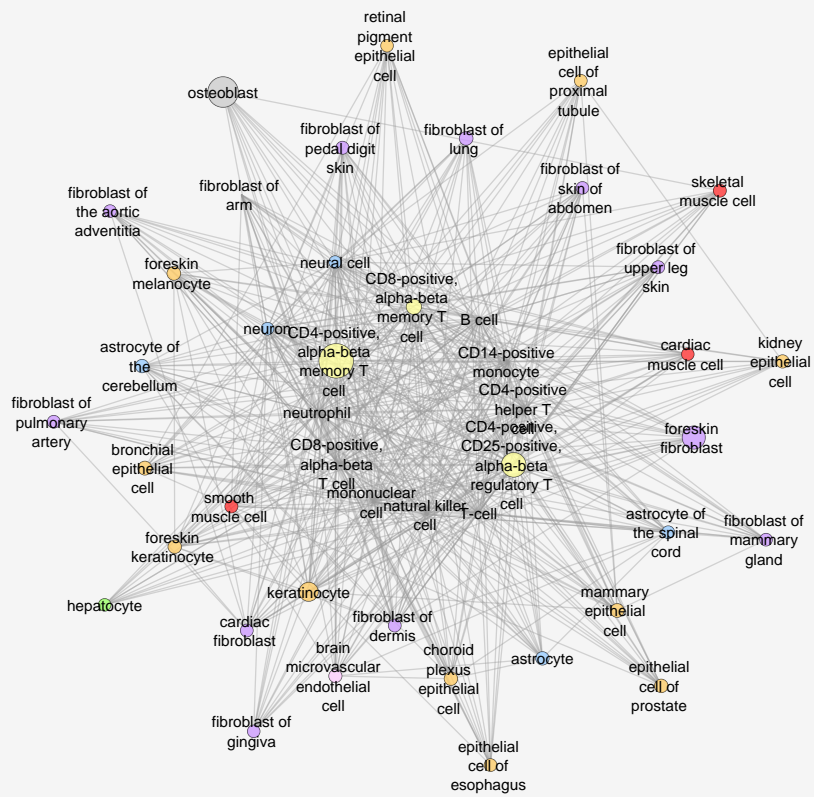 retinal
pigment
epithelial
cell
epithelial
cell of
proximal
tubule
osteoblast
fibroblast of
pedal digit
skin
fibroblast of
lung
fibroblast of
skin of
abdomen
skeletal
muscle cell
fibroblast of
the aortic
adventitia
fibroblast of
arm
foreskin
melanocyte
neural cell
fibroblast of
upper leg
skin
CD8-positive,
alpha-beta
memory T
cell
B cell
neuron
CD4-positive,
alpha-beta
memory T
cell
astrocyte of
the
cerebellum
CD14-positive
monocyte
cardiac
muscle cell
kidney
epithelial
cell
CD4-positive
helper T
cell
fibroblast of
pulmonary
artery
neutrophil
CD4-positive,
CD25-positive,
alpha-beta
regulatory T
cell
foreskin
fibroblast
bronchial
epithelial
cell
CD8-positive,
alpha-beta
T cell
smooth
muscle cell
mononuclear
cell
natural killer
cell
T-cell
astrocyte of
the spinal
cord
fibroblast of
mammary
gland
foreskin
keratinocyte
hepatocyte
keratinocyte
mammary
epithelial
cell
cardiac
fibroblast
fibroblast of
dermis
brain
microvascular
endothelial
cell
choroid
plexus
epithelial
cell
astrocyte
epithelial
cell of
prostate
fibroblast of
gingiva
epithelial
cell of
esophagus